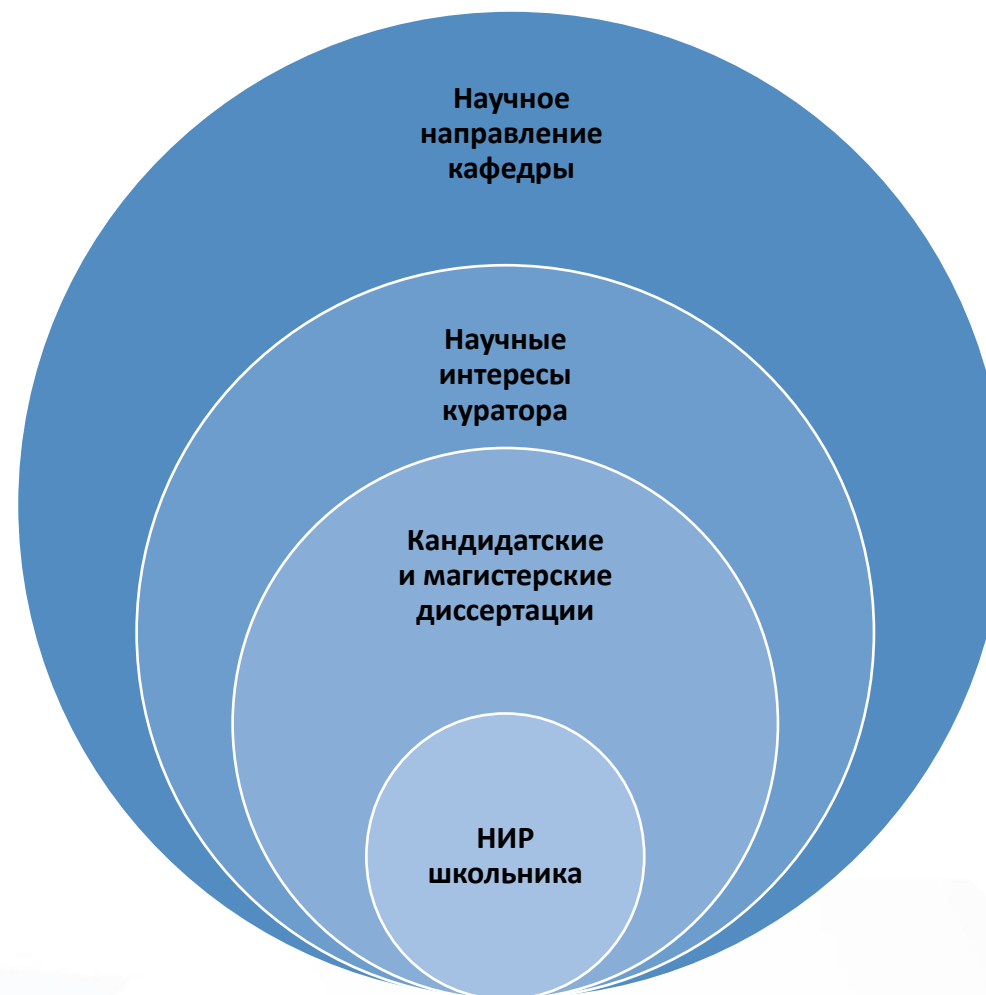 Научное
направление
кафедры
Научные
интересы
куратора
Кандидатские
и магистерские
диссертации
НИР
школьника